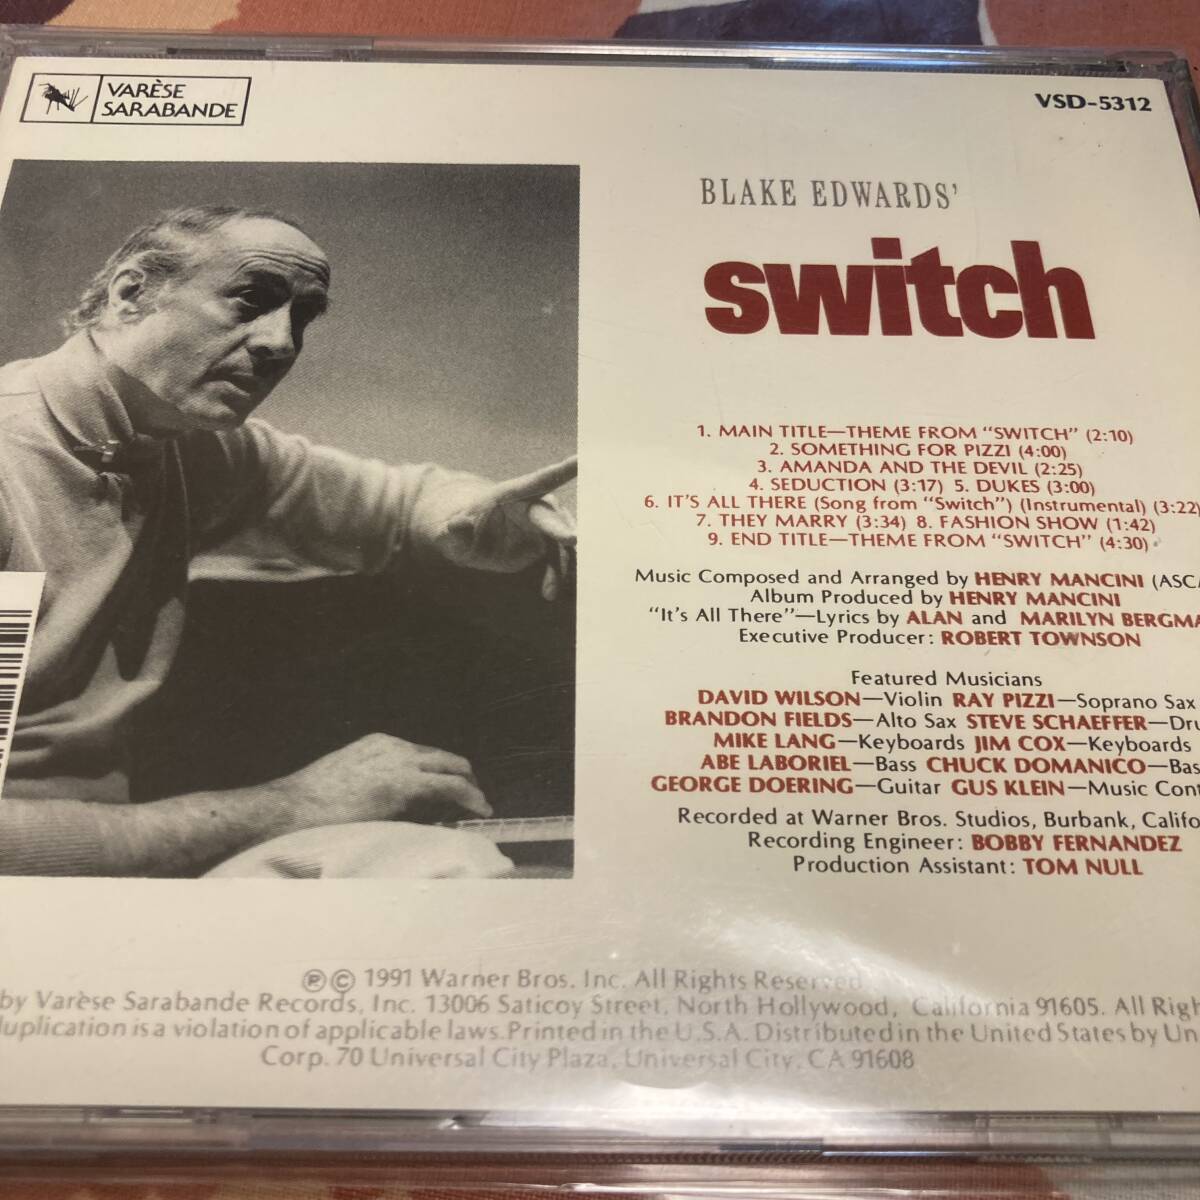 VARÈSE
SARABANDE
VSD-5312
BLAKE EDWARDS'
switch
1. MAIN TITLE—THEME FROM "SWITCH" (2:10)
2. SOMETHING FOR PIZZI (4:00)
3. AMANDA AND THE DEVIL (2:25)
4. SEDUCTION (3:17) 5. DUKES (3:00)
6. IT'S ALL THERE (Song from "Switch") (Instrumental) (3:22)
7. THEY MARRY (3:34) 8. FASHION SHOW (1:42)
9. END TITLE—THEME FROM "SWITCH" (4:30)
Music Composed and Arranged by HENRY MANCINI
Album Produced by HENRY MANCINI
"It's All There"—Lyrics by ALAN and MARILYN
Executive Producer: ROBERT TOWNSON
Featured Musicians
DAVID WILSON—Violin RAY PIZZI—Soprano Sax
BRANDON FIELDS—Alto Sax STEVE SCHAEFFER—
MIKE LANG—Keyboards JIM COX—Keyboards
ABE LABORIEL—Bass CHUCK DOMANICO—
GEORGE DOERING—Guitar GUS KLEIN—Music
Recorded at Warner Bros. Studios, Burbank,
Recording Engineer: BOBBY FERNANDEZ
Production Assistant: TOM NULL
℗© 1991 Warner Bros. Inc. All Rights Reserved
by Varèse Sarabande Records, Inc. 13006 Saticoy Street, North Hollywood, California 91605. All
is a violation of applicable laws. Printed in the U.S.A. Distributed in the United States by
Corp. 70 Universal City Plaza, Universal City, CA 91608